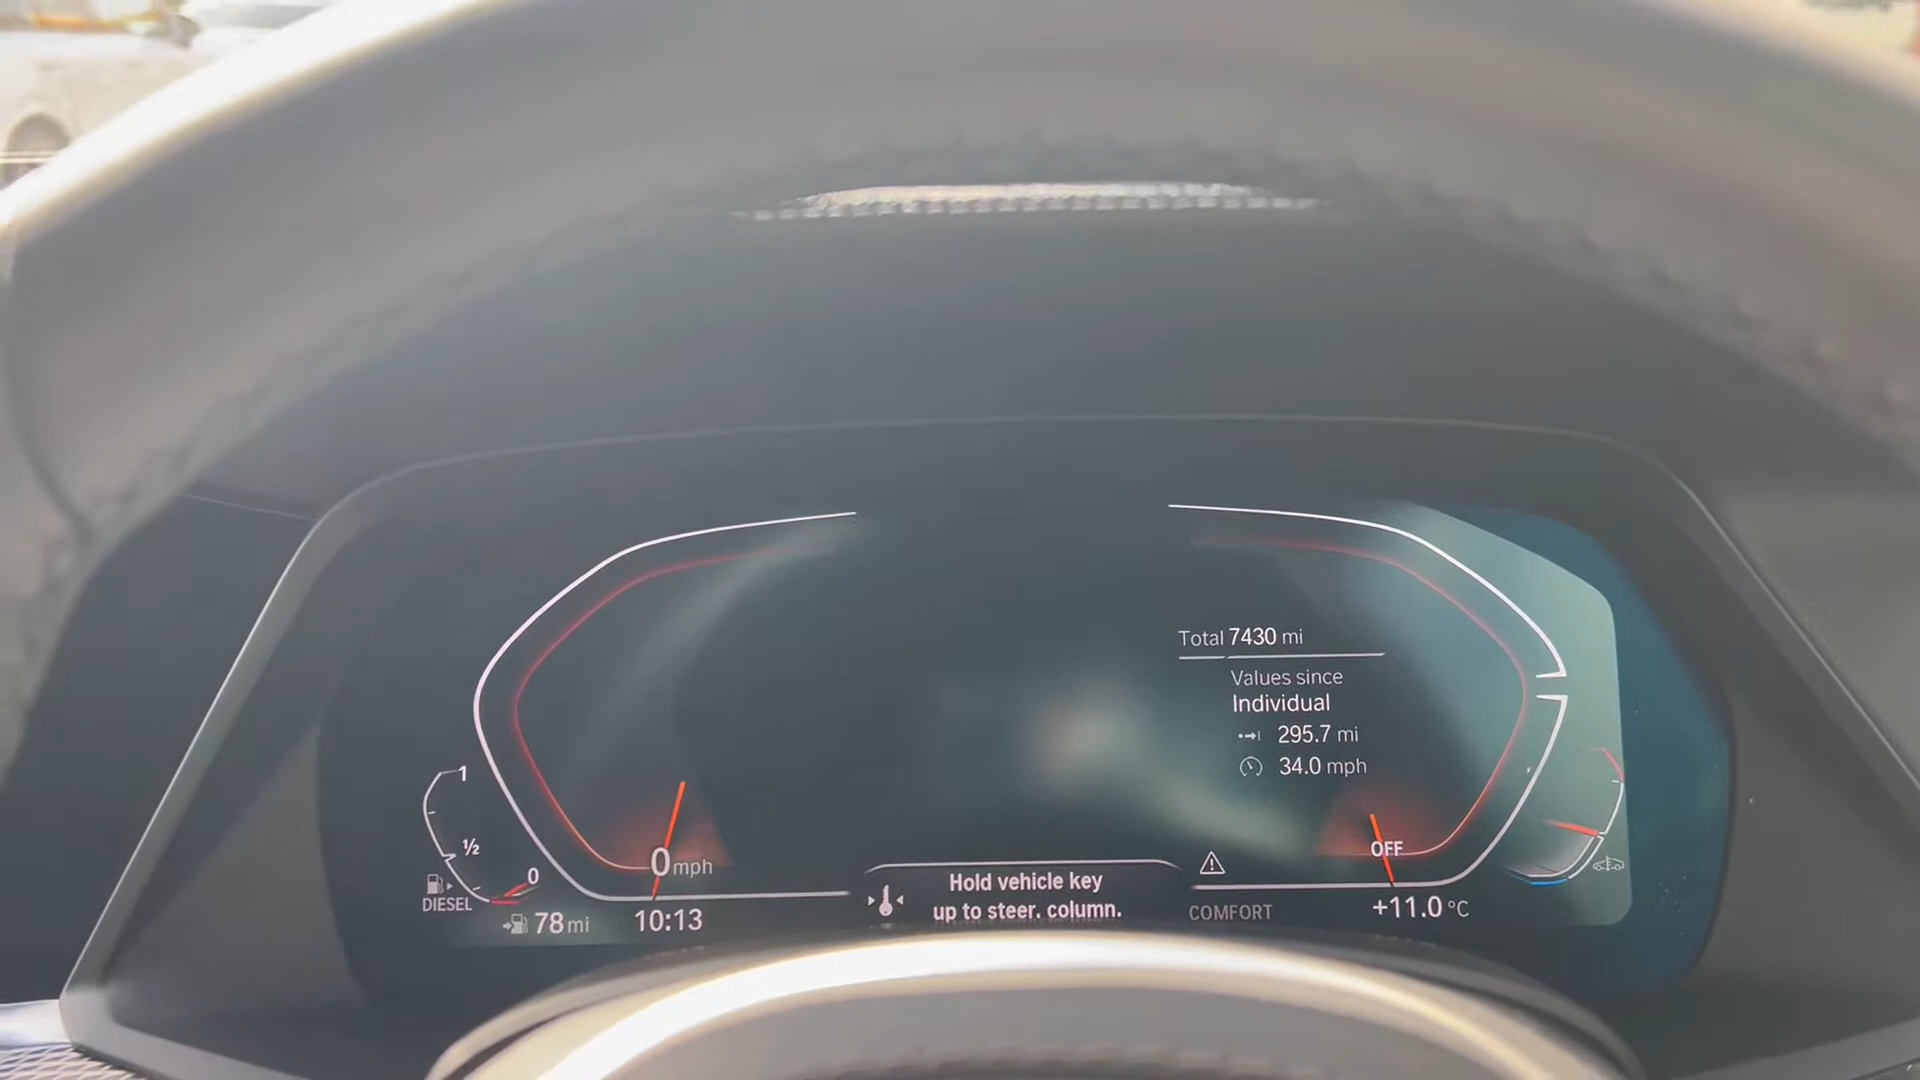 Total 7430 mi
Values since
Individual
295.7 mi
34.0 mph
1
½
0
DIESEL
78 mi
10:13
0 mph
Hold vehicle key
up to steer. column.
COMFORT
OFF
+11.0 °C